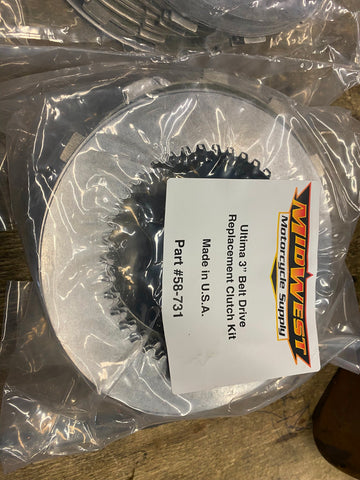 MIDWEST
Motorcycle Supply
Ultima 3" Belt Drive
Replacement Clutch Kit
Made in U.S.A.
Part #58-731